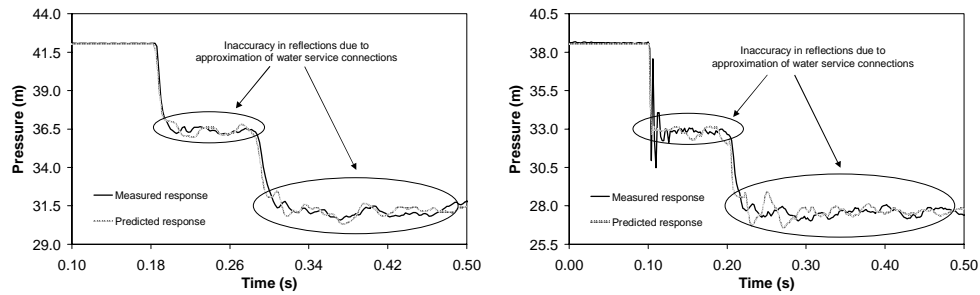 44.0
41.5
39.0
36.5
34.0
31.5
29.0
Pressure (m)
Inaccuracy in reflections due to
approximation of water service connections
Measured response
Predicted response
0.10
0.18
0.26
0.34
0.42
0.50
Time (s)
40.5
38.0
35.5
33.0
30.5
28.0
25.5
Pressure (m)
Inaccuracy in reflections due to
approximation of water service connections
Measured response
Predicted response
0.00
0.10
0.20
0.30
0.40
0.50
Time (s)